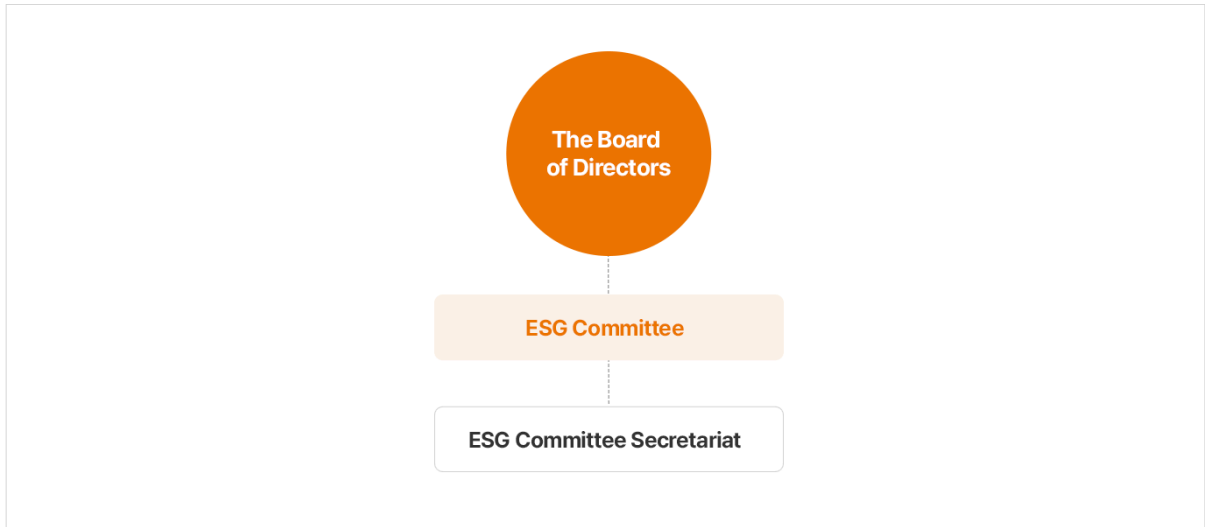 The Board
of Directors
ESG Committee
ESG Committee Secretariat